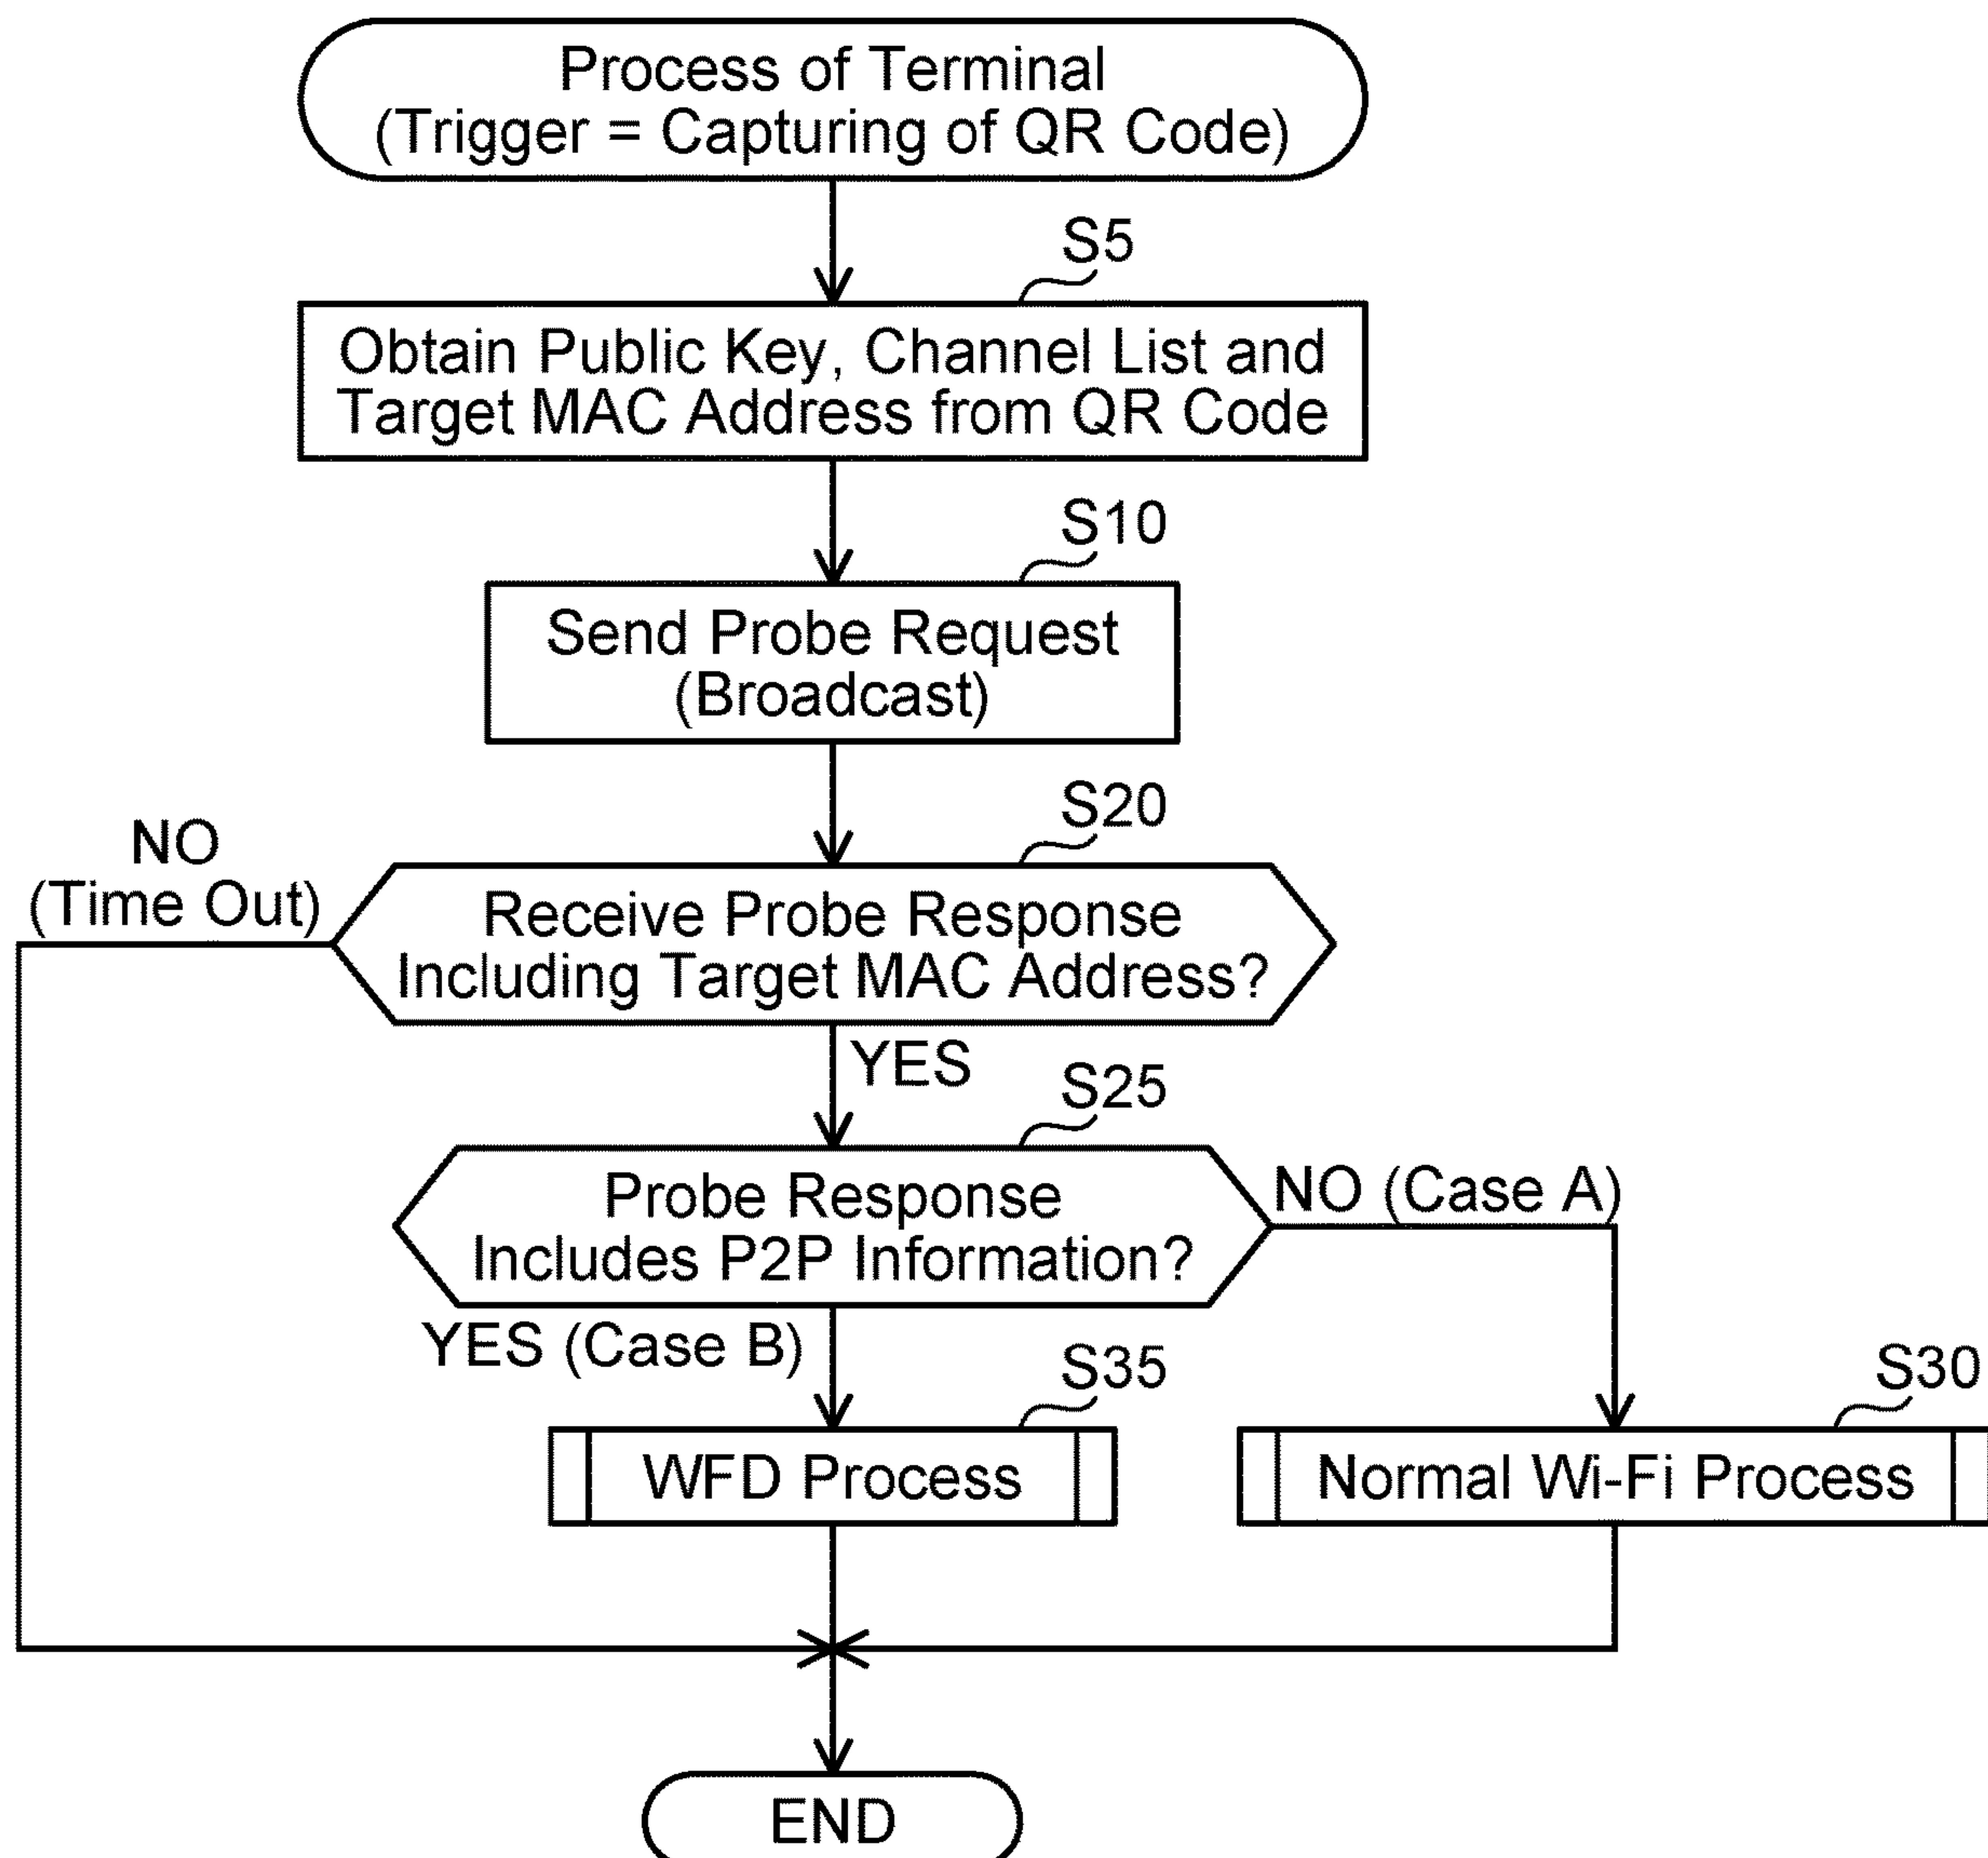 Process of Terminal
(Trigger = Capturing of QR Code)
S5
Obtain Public Key, Channel List and
Target MAC Address from QR Code
S10
Send Probe Request
(Broadcast)
S20
NO
(Time Out)
Receive Probe Response
Including Target MAC Address?
YES
S25
Probe Response
Includes P2P Information?
NO (Case A)
YES (Case B)
S35
S30
WFD Process
Normal Wi-Fi Process
END